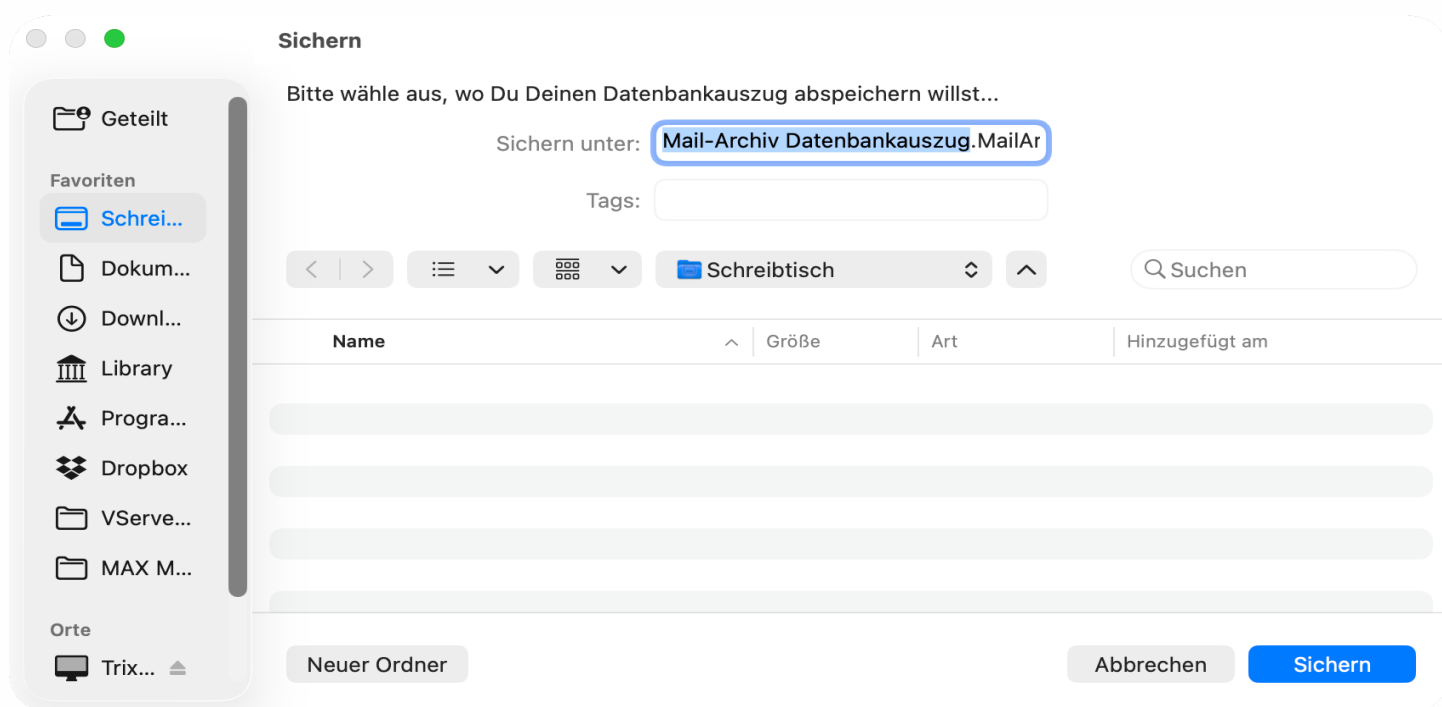 Sichern
Bitte wähle aus, wo Du Deinen Datenbankauszug abspeichern willst...
Sichern unter: Mail-Archiv Datenbankauszug.MailAr
Tags:
Schreibtisch
Suchen
Geteilt
Favoriten
Schrei...
Dokum...
Downl...
Library
Progra...
Dropbox
VServe...
MAX M...
Orte
Trix...
Name Größe Art Hinzugefügt am
Neuer Ordner Abbrechen Sichern